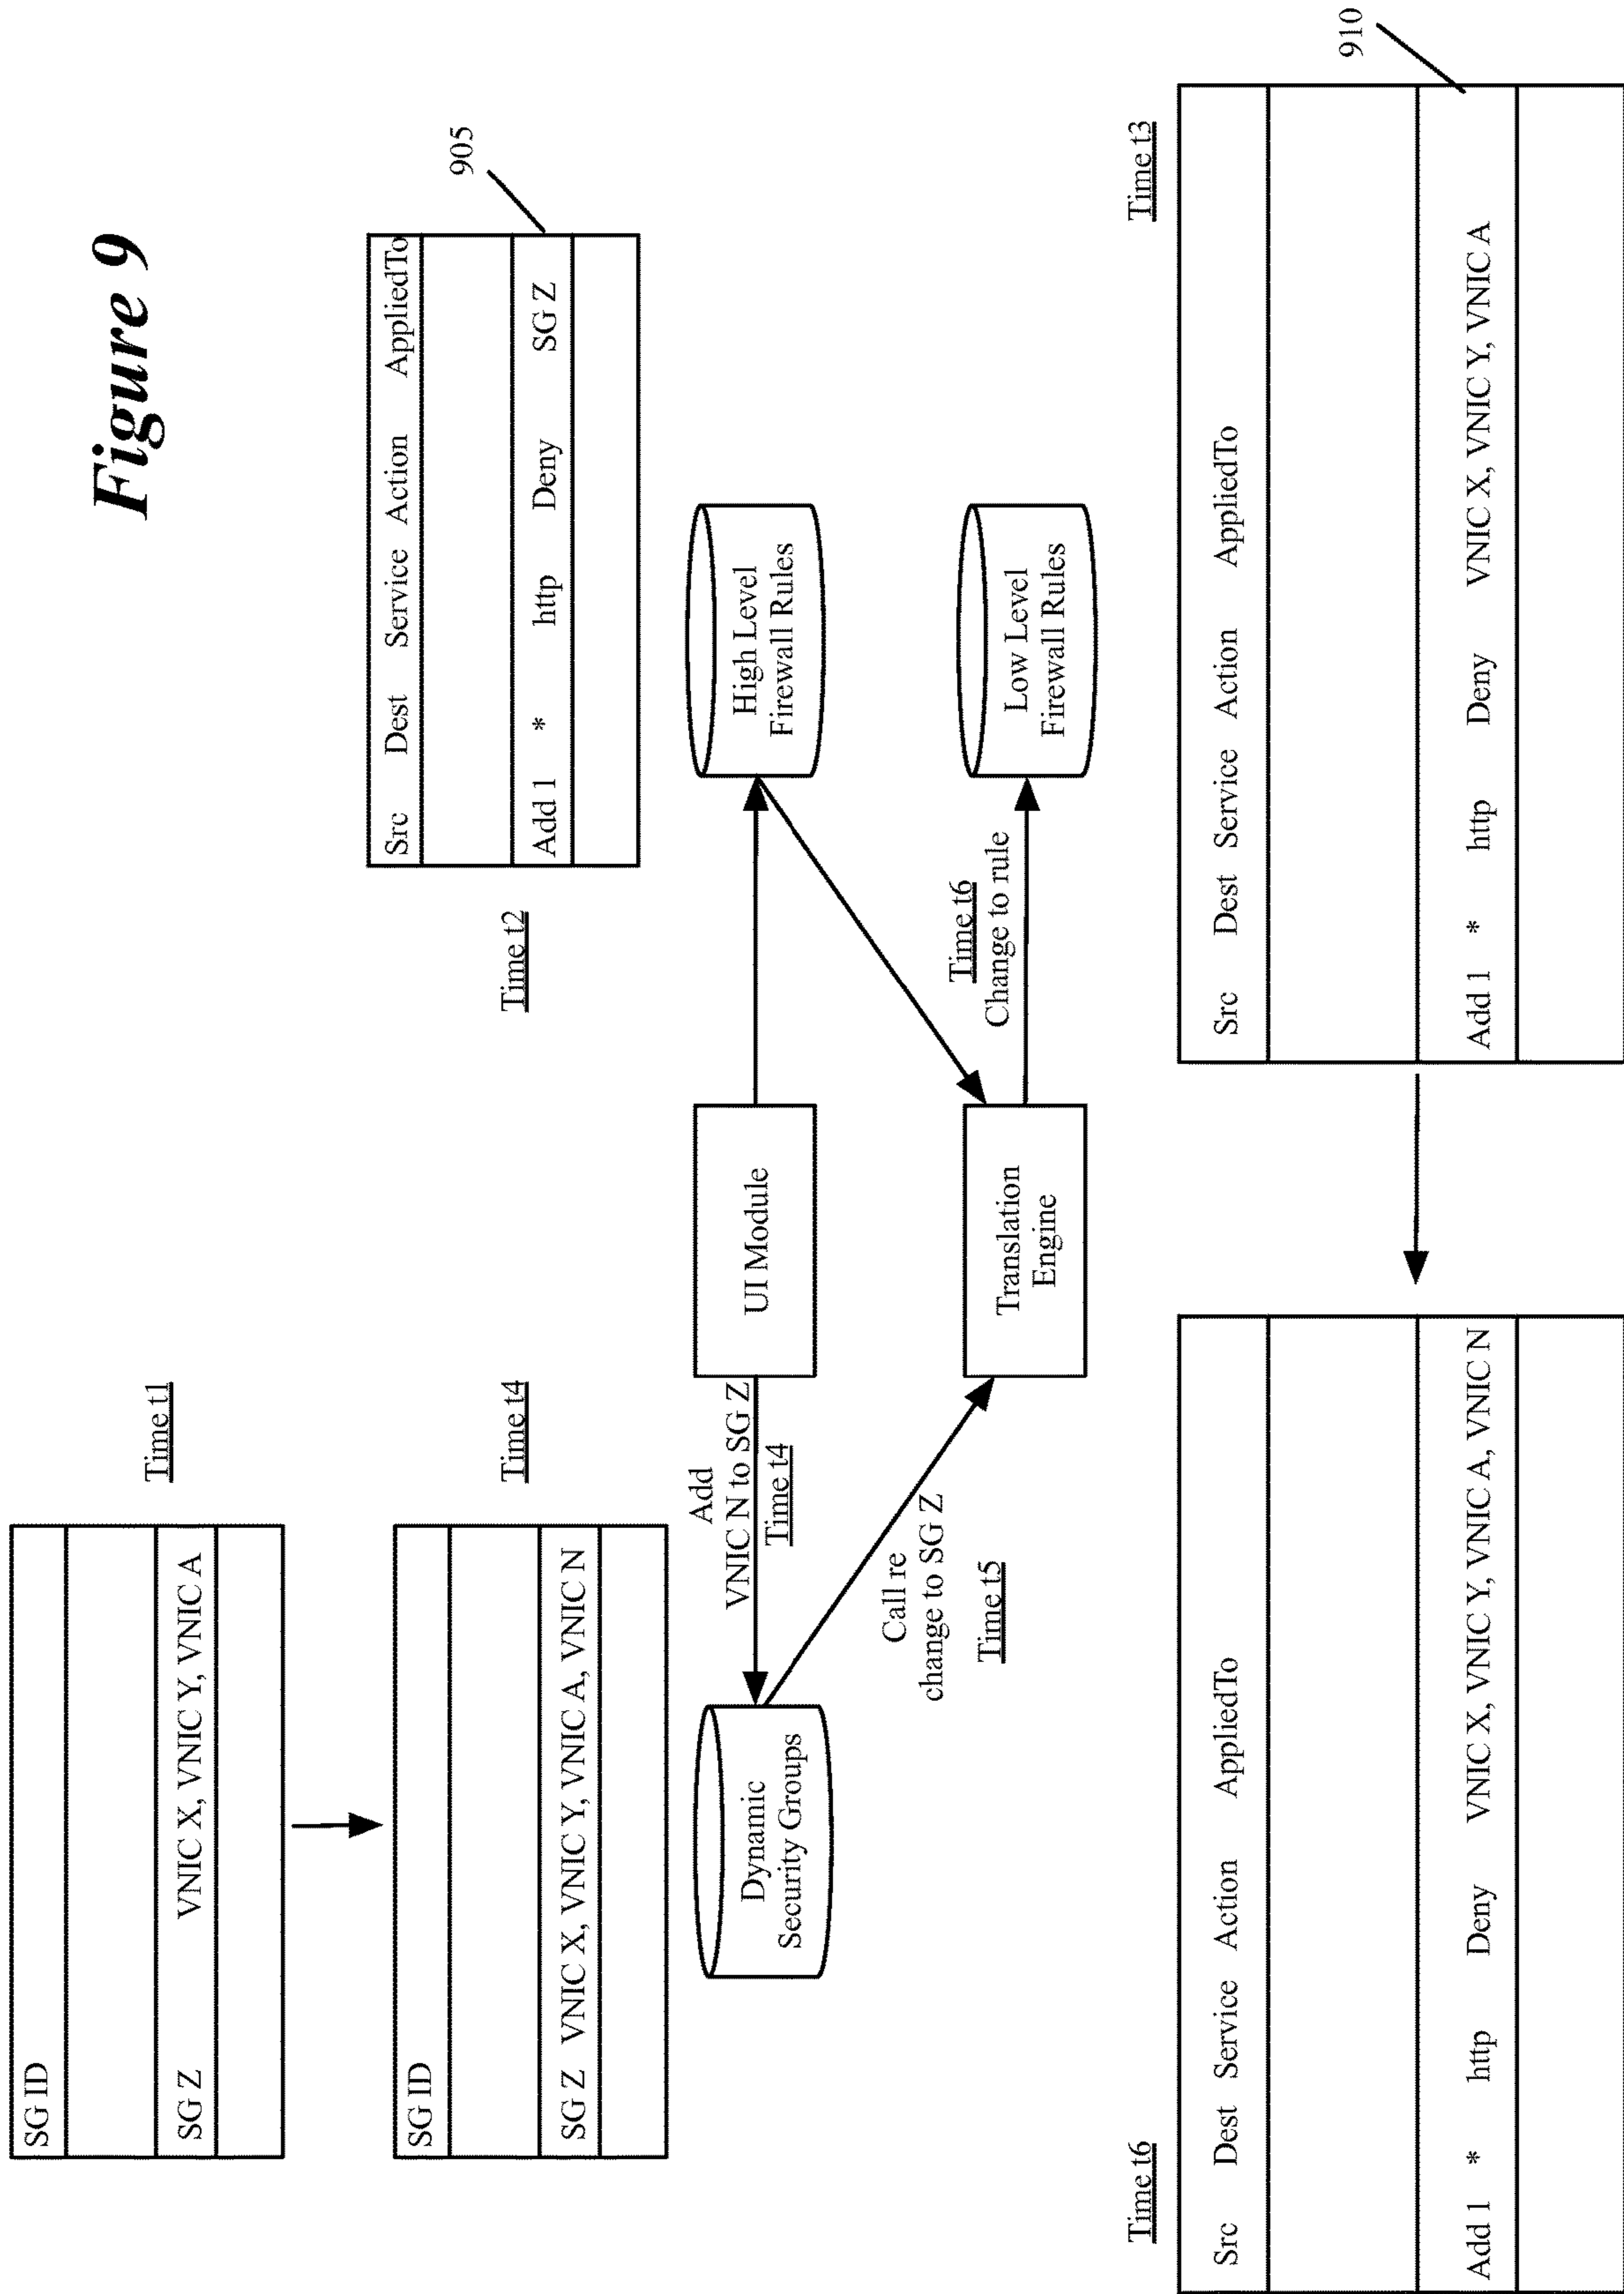 Figure 9
SG ID
SG Z VNIC X, VNIC Y, VNIC A
Time t1
SG ID
SG Z VNIC X, VNIC Y, VNIC A, VNIC N
Time t4
Time t2
Src Dest Service Action AppliedTo
Add 1 * http Deny SG Z
905
Dynamic
Security Groups
Add
VNIC N to SG Z
Time t4
UI Module
High Level
Firewall Rules
Call re
change to SG Z
Time t5
Translation
Engine
Time t6
Change to rule
Low Level
Firewall Rules
Time t6
Src Dest Service Action AppliedTo
Add 1 * http Deny VNIC X, VNIC Y, VNIC A, VNIC N
Time t3
Src Dest Service Action AppliedTo
Add 1 * http Deny VNIC X, VNIC Y, VNIC A
910